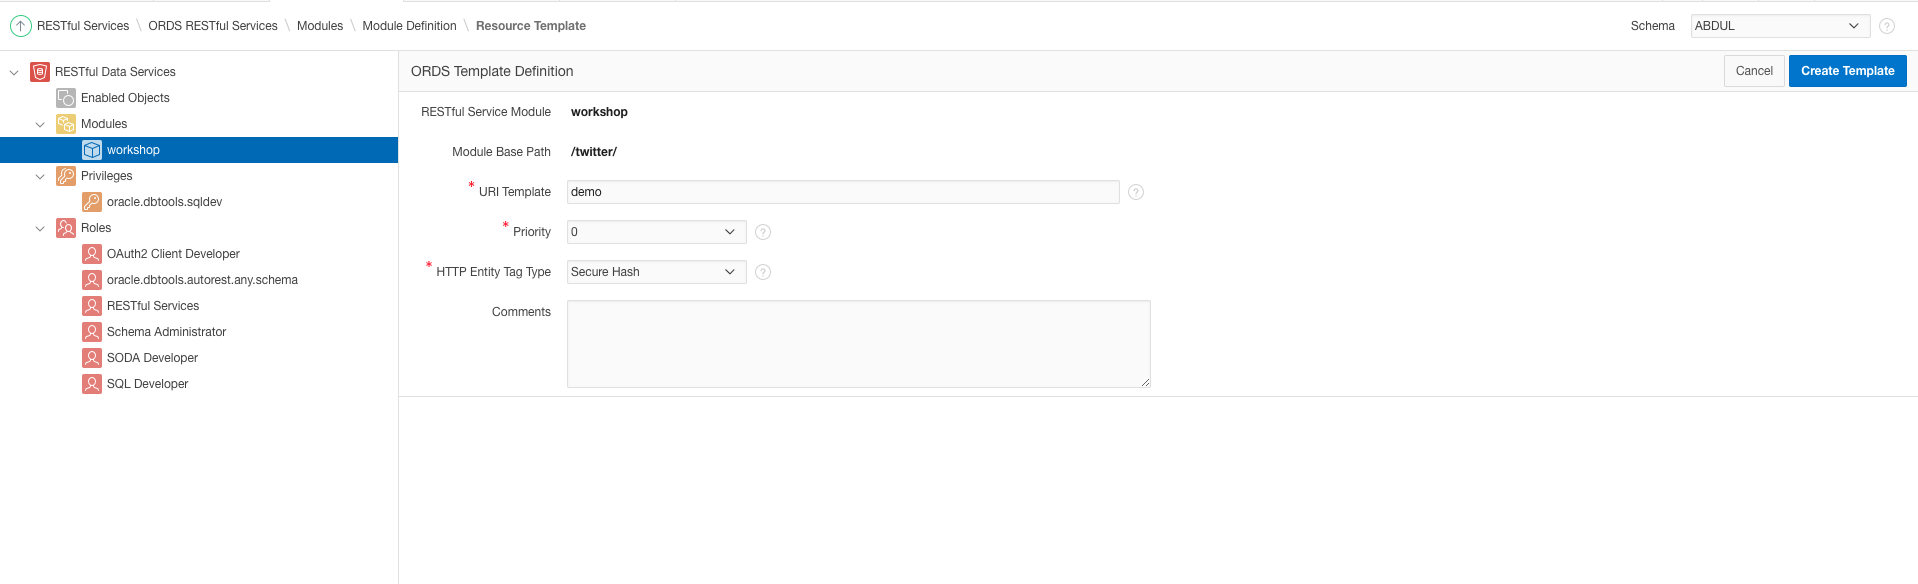 RESTful Services \ ORDS RESTful Services \ Modules \ Module Definition \ Resource Template
Schema ABDUL ?
RESTful Data Services
Enabled Objects
Modules
workshop
Privileges
oracle.dbtools.sqldev
Roles
OAuth2 Client Developer
oracle.dbtools.autorest.any.schema
RESTful Services
Schema Administrator
SODA Developer
SQL Developer
ORDS Template Definition
Cancel
Create Template
RESTful Service Module workshop
Module Base Path /twitter/
* URI Template demo ?
* Priority 0 ?
* HTTP Entity Tag Type Secure Hash ?
Comments